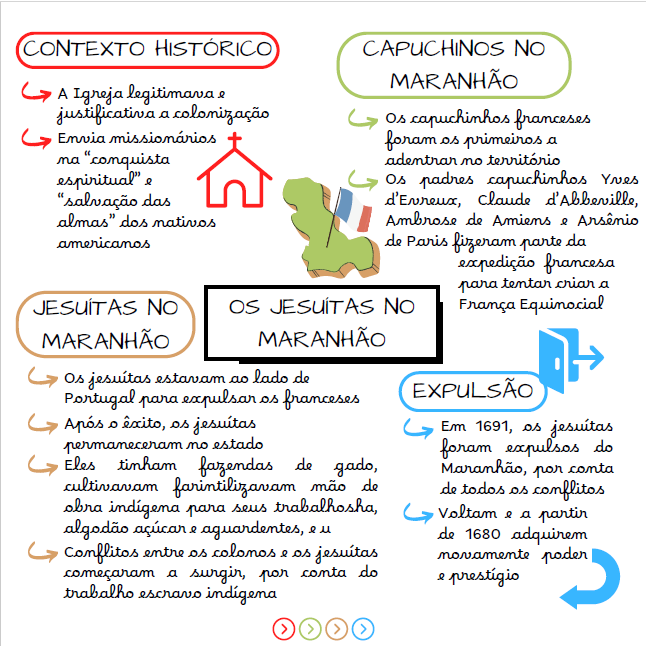 CONTEXTO HISTÓRICO
A Igreja legitimava e
justificativa a colonização
Envia missionários
na “conquista
espiritual” e
“salvação das
almas” dos nativos
americanos
CAPUCHINOS NO
MARANHÃO
Os capuchinhos franceses
foram os primeiros a
adentrar no território
Os padres capuchinhos Yves
d’Evreux, Claude d’Abbeville,
Ambrose de Amiens e Arsênio
de Paris fizeram parte da
expedição francesa
para tentar criar a
França Equinocial
OS JESUÍTAS NO
MARANHÃO
JESUÍTAS NO
MARANHÃO
Os jesuítas estavam ao lado de
Portugal para expulsar os franceses
Após o êxito, os jesuítas
permaneceram no estado
Eles tinham fazendas de gado,
cultivavam farintilizavam mão de
obra indígena para seus trabalhosha,
algodão açúcar e aguardentes, e u
Conflitos entre os colonos e os jesuítas
começaram a surgir, por conta do
trabalho escravo indígena
EXPULSÃO
Em 1691, os jesuítas
foram expulsos do
Maranhão, por conta
de todos os conflitos
Voltam e a partir
de 1680 adquirem
novamente poder
e prestígio